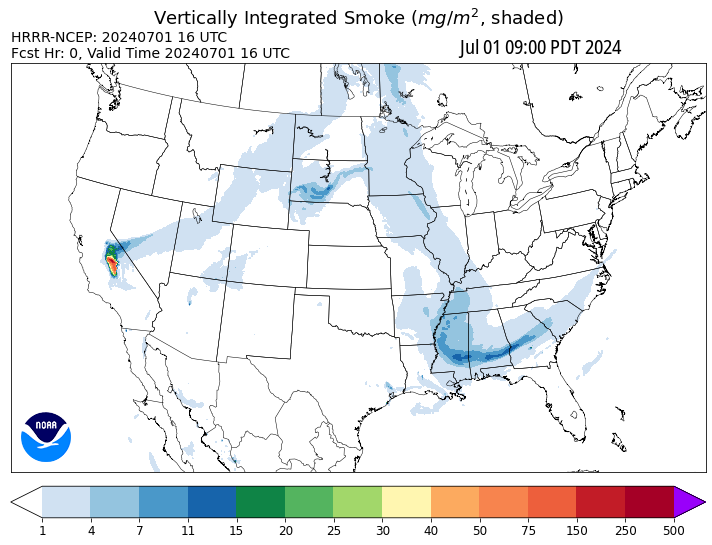 Vertically Integrated Smoke (mg/m², shaded)
HRRR-NCEP: 20240701 16 UTC
Fcst Hr: 0, Valid Time 20240701 16 UTC
Jul 01 09:00 PDT 2024
NOAA
1 4 7 11 15 20 25 30 40 50 75 150 250 500